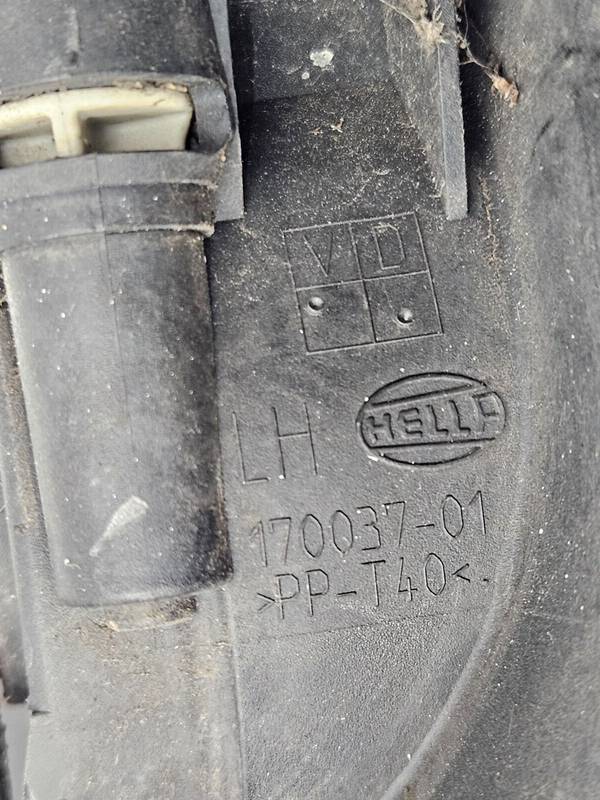 V D
HELLA
LH
170037-01
>PP-T40<.